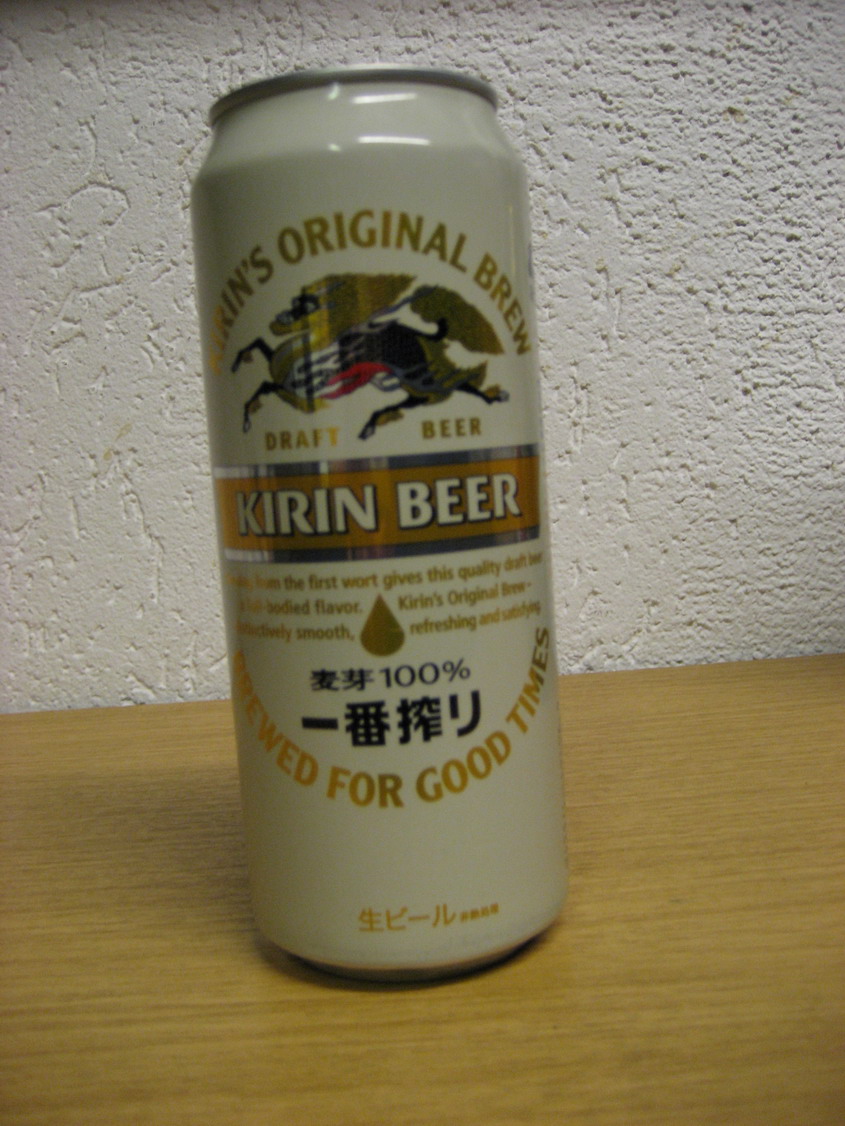 KIRIN'S ORIGINAL BREW
DRAFT BEER
KIRIN BEER
from the first wort gives this quality draft beer
full-bodied flavor. Kirin's Original Brew-
distinctively smooth, refreshing and satisfying.
麦芽100%
一番搾り
BREWED FOR GOOD TIMES
生ビール